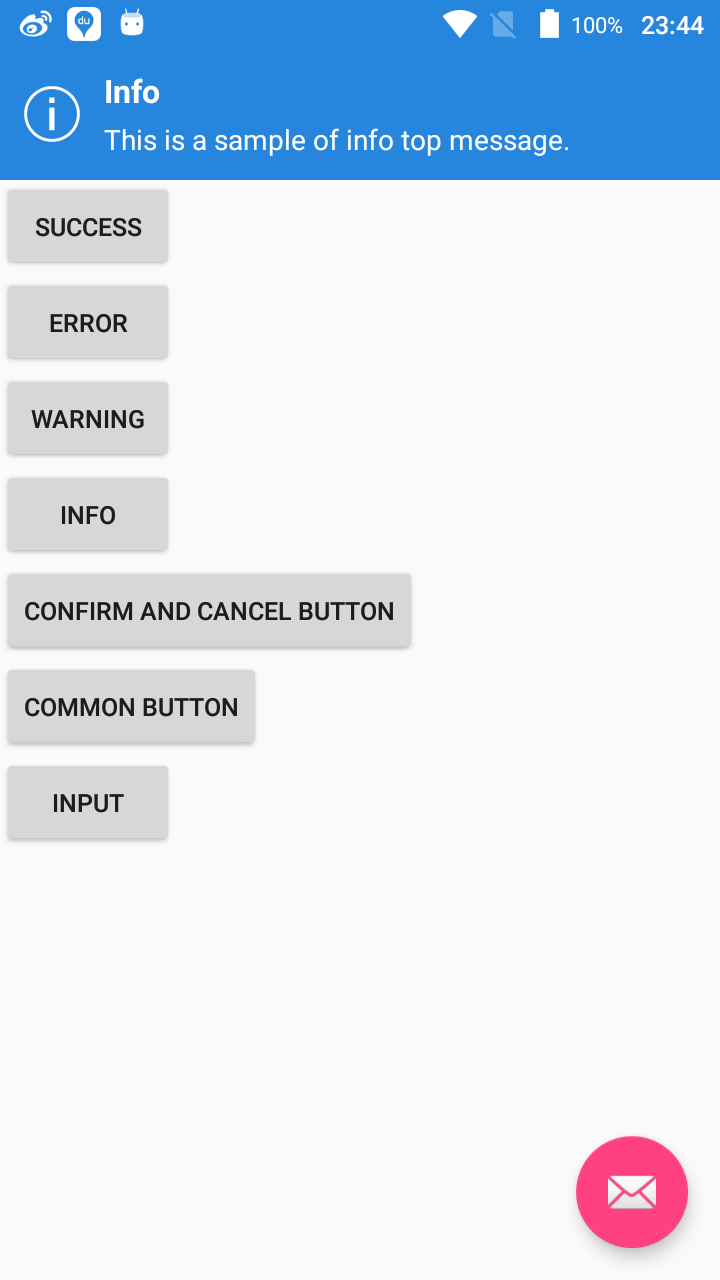 du
100%
23:44
Info
This is a sample of info top message.
SUCCESS
ERROR
WARNING
INFO
CONFIRM AND CANCEL BUTTON
COMMON BUTTON
INPUT